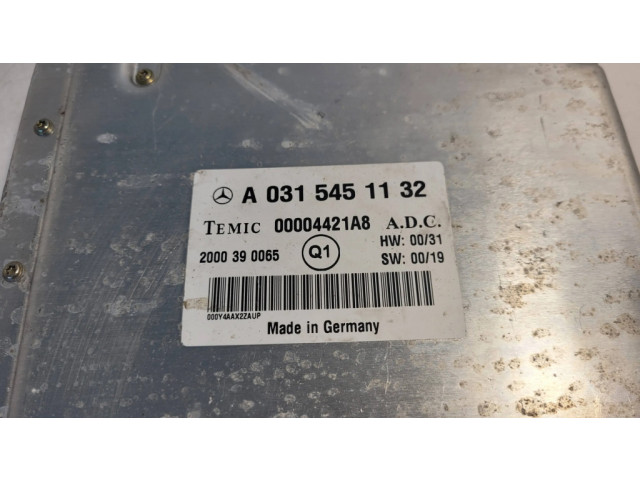 A 031 545 11 32
TEMIC 00004421A8 A.D.C.
HW: 00/31
2000 39 0065 Q1 SW: 00/19
000Y4AAX2ZAUP
Made in Germany